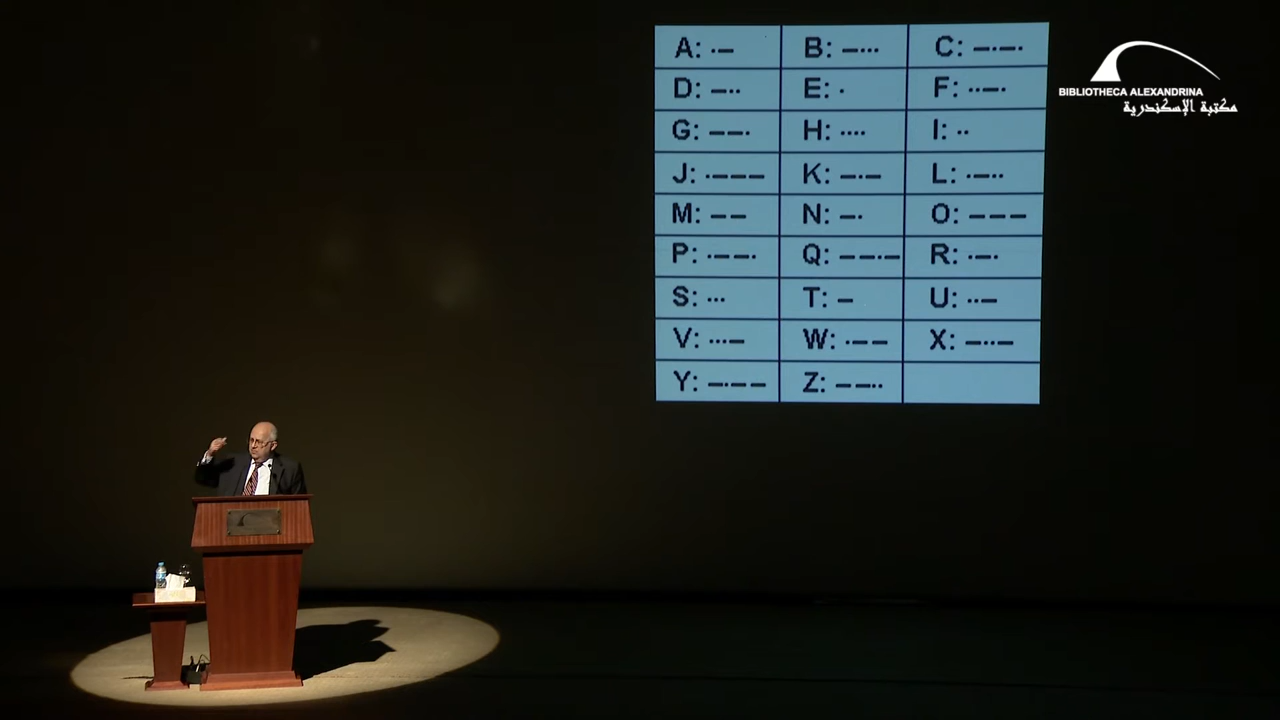 A: ·— B: —··· C: —·—·
D: —·· E: · F: ··—·
G: ——· H: ···· I: ··
J: ·——— K: —·— L: ·—··
M: —— N: —· O: ———
P: ·——· Q: ——·— R: ·—·
S: ··· T: — U: ··—
V: ···— W: ·—— X: —··—
Y: —·—— Z: ——··
BIBLIOTHECA ALEXANDRINA
مكتبة الإسكندرية